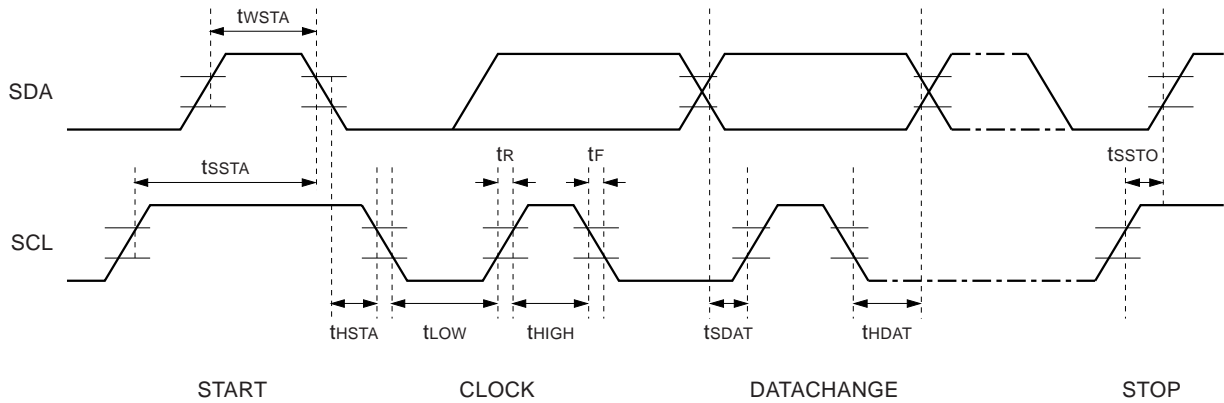 tWSTA
SDA
tSSTA
tR
tF
tSSTO
SCL
tHSTA
tLOW
tHIGH
tSDAT
tHDAT
START
CLOCK
DATACHANGE
STOP